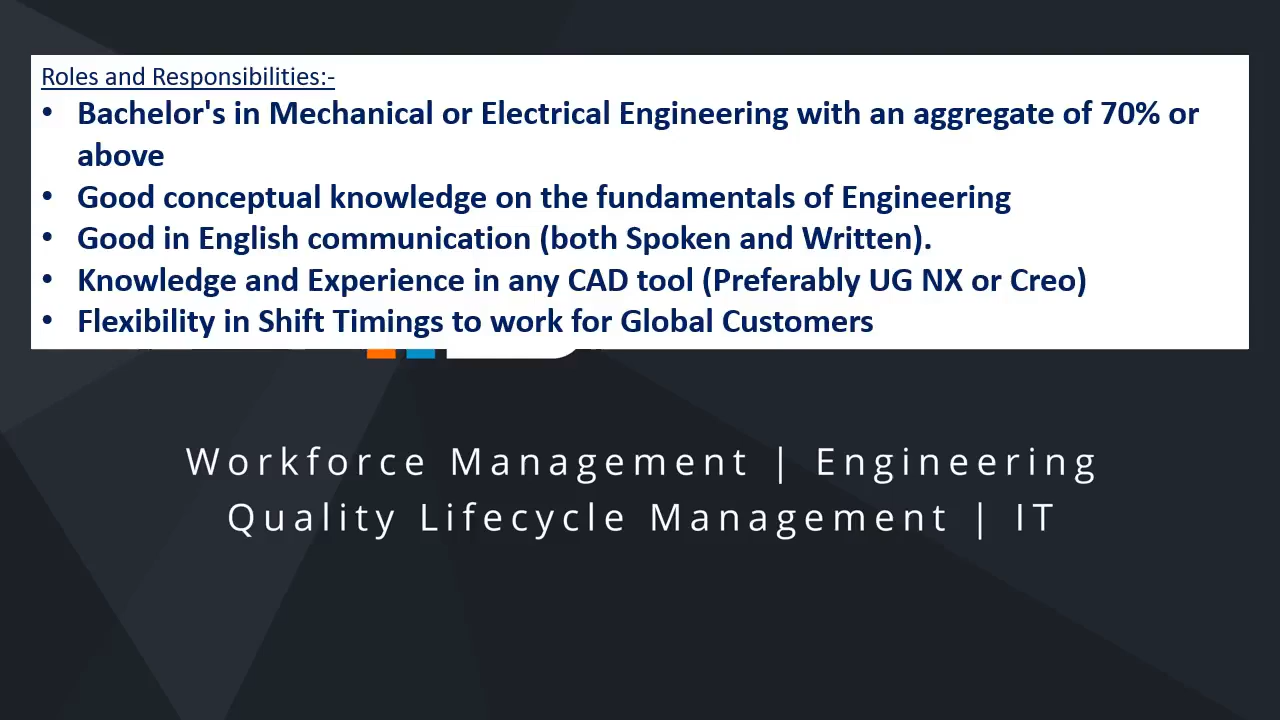 Roles and Responsibilities:-
• Bachelor's in Mechanical or Electrical Engineering with an aggregate of 70% or
above
• Good conceptual knowledge on the fundamentals of Engineering
• Good in English communication (both Spoken and Written).
• Knowledge and Experience in any CAD tool (Preferably UG NX or Creo)
• Flexibility in Shift Timings to work for Global Customers
Workforce Management | Engineering
Quality Lifecycle Management | IT